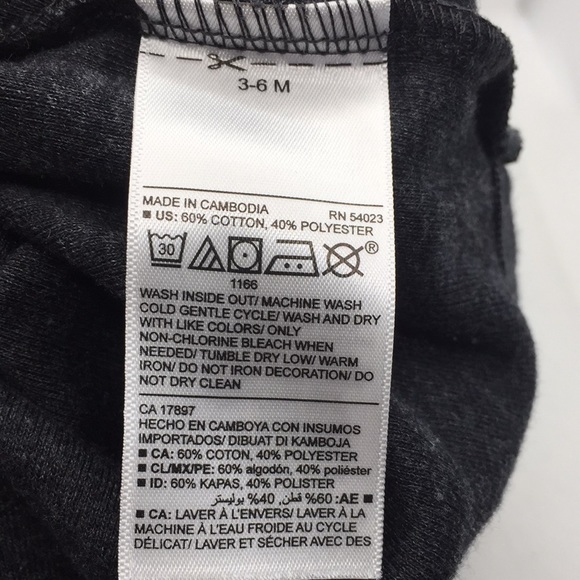 3-6 M
MADE IN CAMBODIA RN 54023
■ US: 60% COTTON, 40% POLYESTER
30 ®
1166
WASH INSIDE OUT/ MACHINE WASH
COLD GENTLE CYCLE/ WASH AND DRY
WITH LIKE COLORS/ ONLY
NON-CHLORINE BLEACH WHEN
NEEDED/ TUMBLE DRY LOW/ WARM
IRON/ DO NOT IRON DECORATION/ DO
NOT DRY CLEAN
CA 17897
HECHO EN CAMBOYA CON INSUMOS
IMPORTADOS/ DIBUAT DI KAMBOJA
■ CA: 60% COTON, 40% POLYESTER
■ CL/MX/PE: 60% algodón, 40% poliéster
■ ID: 60% KAPAS, 40% POLISTER
■ AE: 60% قطن, 40% بوليستر
■ CA: LAVER À L'ENVERS/ LAVER À LA
MACHINE À L'EAU FROIDE AU CYCLE
DÉLICAT/ LAVER ET SÉCHER AVEC DES